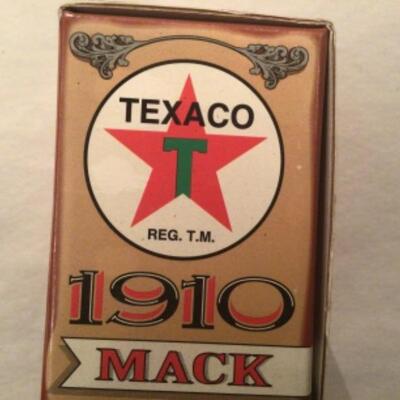 TEXACO
T
REG. T.M.
1910
MACK